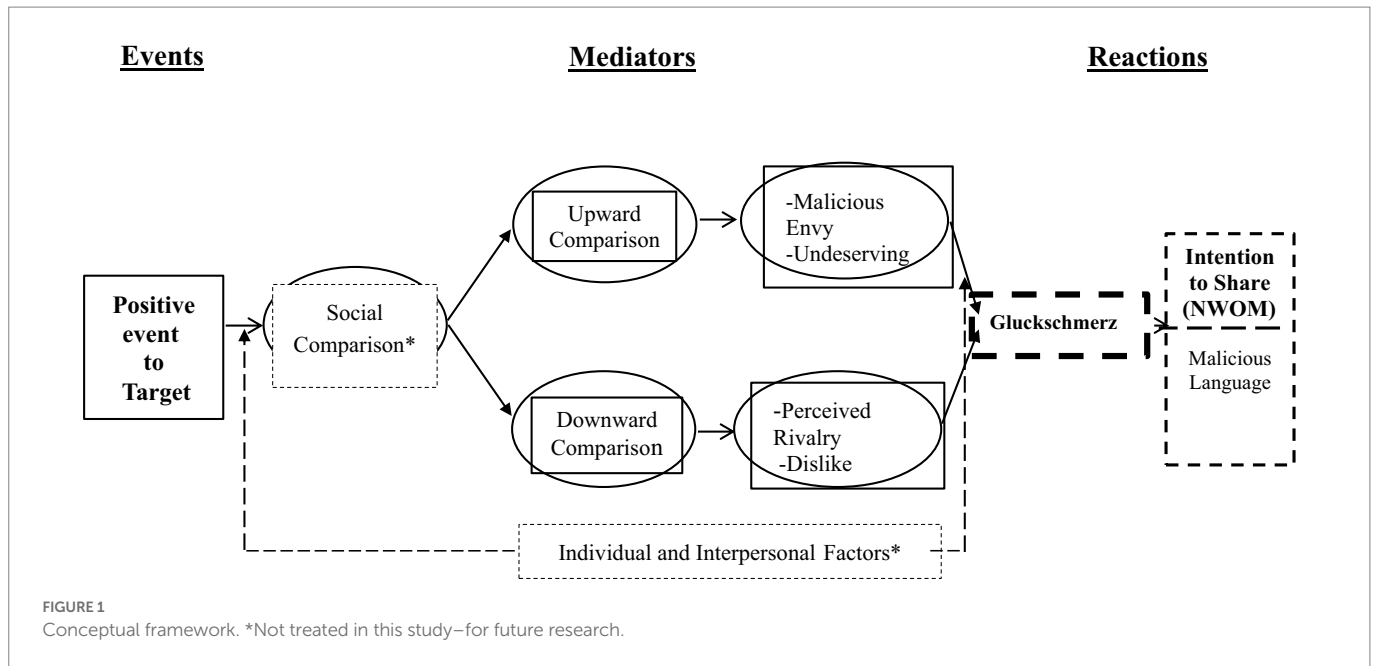 Events
Mediators
Reactions
Positive
event
to
Target
Social
Comparison*
Upward
Comparison
-Malicious
Envy
-Undeserving
Downward
Comparison
-Perceived
Rivalry
-Dislike
Gluckschmerz
Intention
to Share
(NWOM)
Malicious
Language
Individual and Interpersonal Factors*
FIGURE 1
Conceptual framework. *Not treated in this study–for future research.